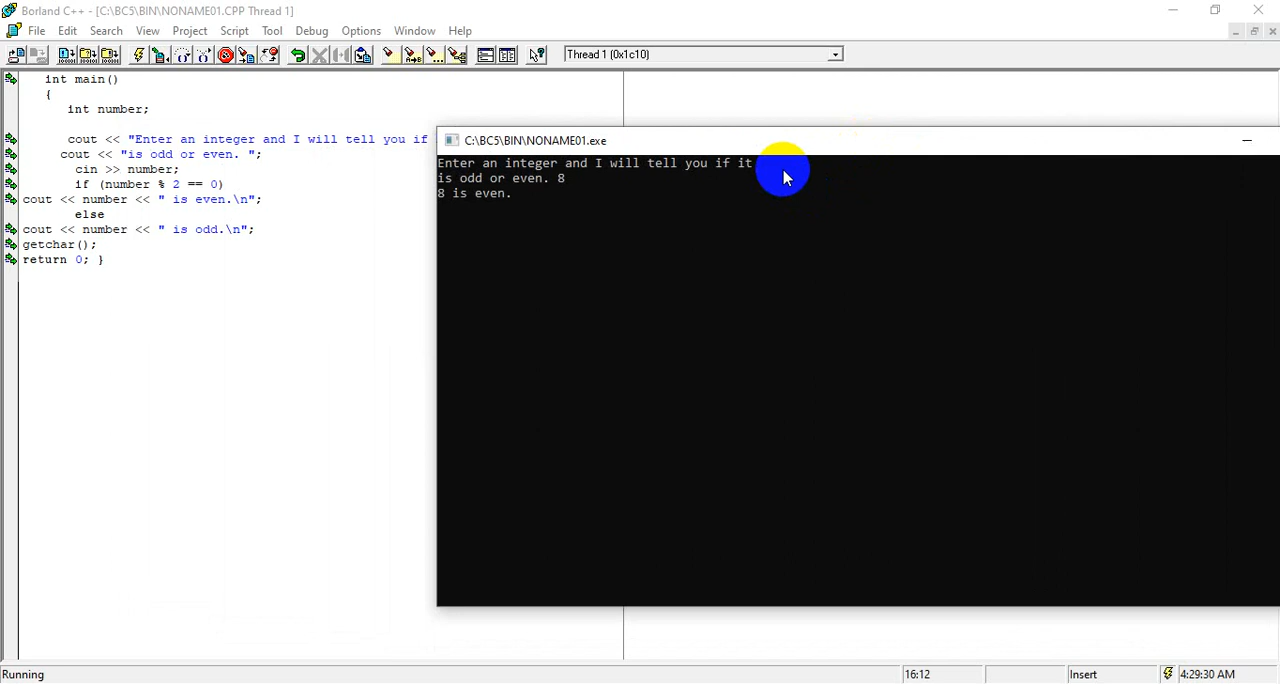 Borland C++ - [C:\BC5\BIN\NONAME01.CPP Thread 1]
File Edit Search View Project Script Tool Debug Options Window Help
Thread 1 (0x1c10)
int main()
{
int number;
cout << "Enter an integer and I will tell you if
cout << "is odd or even. ";
cin >> number;
if (number % 2 == 0)
cout << number << " is even.\n";
else
cout << number << " is odd.\n";
getchar();
return 0; }
C:\BC5\BIN\NONAME01.exe
Enter an integer and I will tell you if it
is odd or even. 8
8 is even.
Running 16:12 Insert 4:29:30 AM